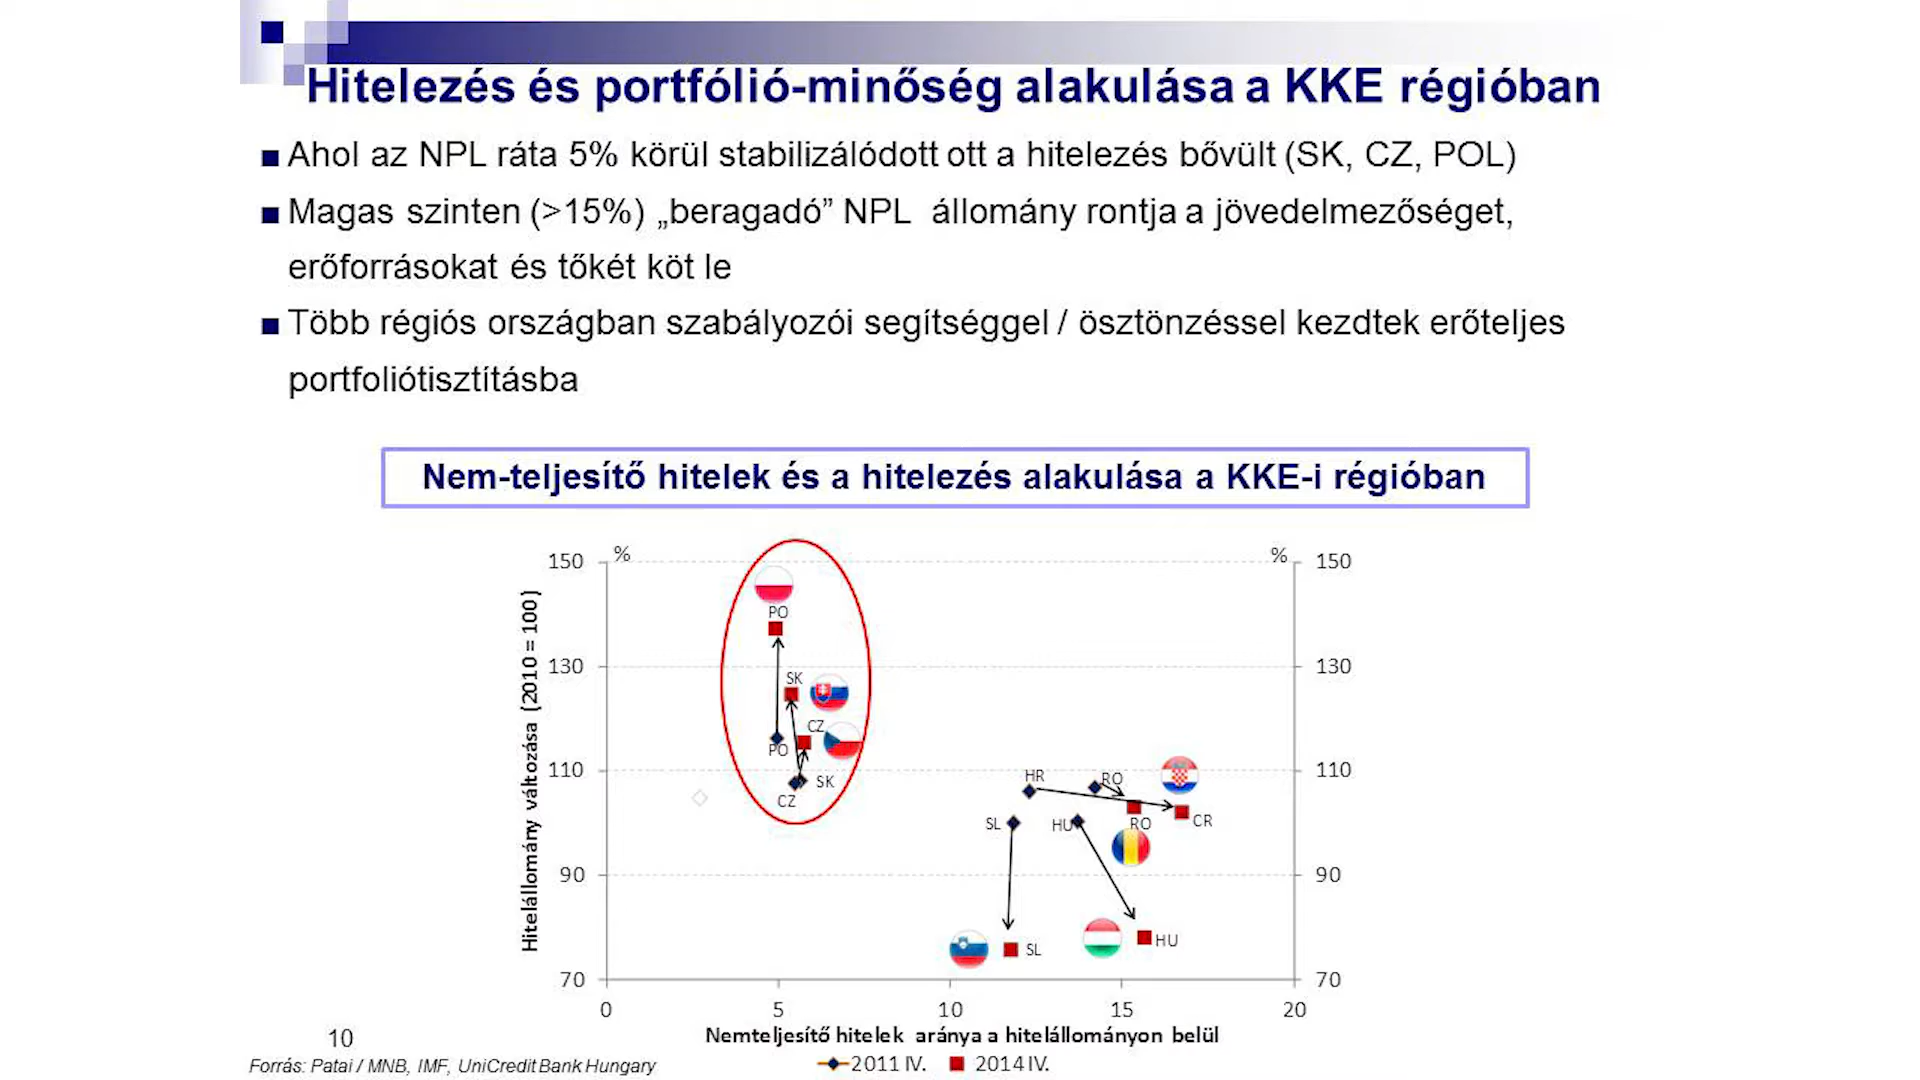 Hitelezés és portfólió-minőség alakulása a KKE régióban
Ahol az NPL ráta 5% körül stabilizálódott ott a hitelezés bővült (SK, CZ, POL)
Magas szinten (>15%) „beragadó” NPL állomány rontja a jövedelmezőséget,
erőforrásokat és tőkét köt le
Több régiós országban szabályozói segítséggel / ösztönzéssel kezdtek erőteljes
portfoliótisztításba
Nem-teljesítő hitelek és a hitelezés alakulása a KKE-i régióban
150 % % 150
PO
130 130
SK
CZ
PO
110 110
SK
CZ
HR RO
SL HU RO CR
90 90
SL HU
70 70
0 5 10 15 20
Hitelállomány változása (2010 = 100)
Nemteljesítő hitelek aránya a hitelállományon belül
2011 IV. 2014 IV.
10
Forrás: Patai / MNB, IMF, UniCredit Bank Hungary